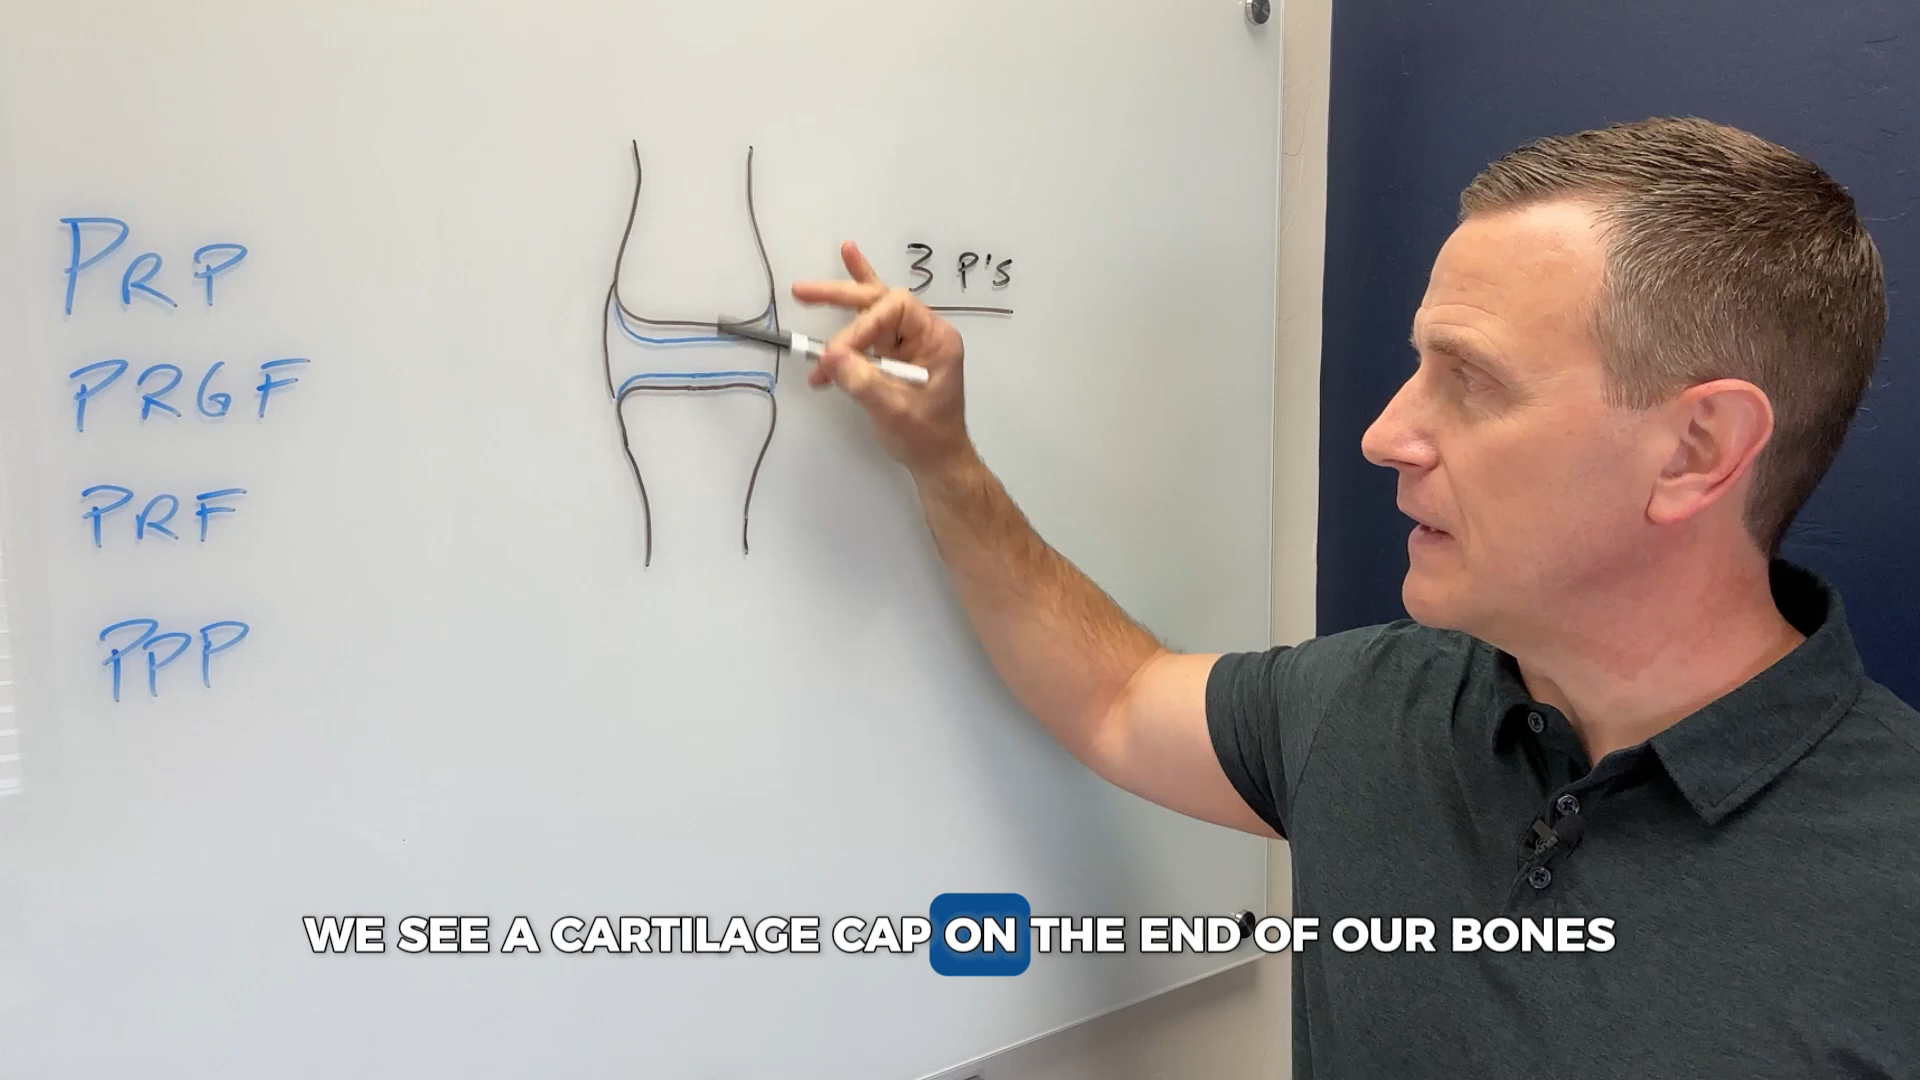 PRP
PRGF
PRF
PPP
3 P's
WE SEE A CARTILAGE CAP ON THE END OF OUR BONES